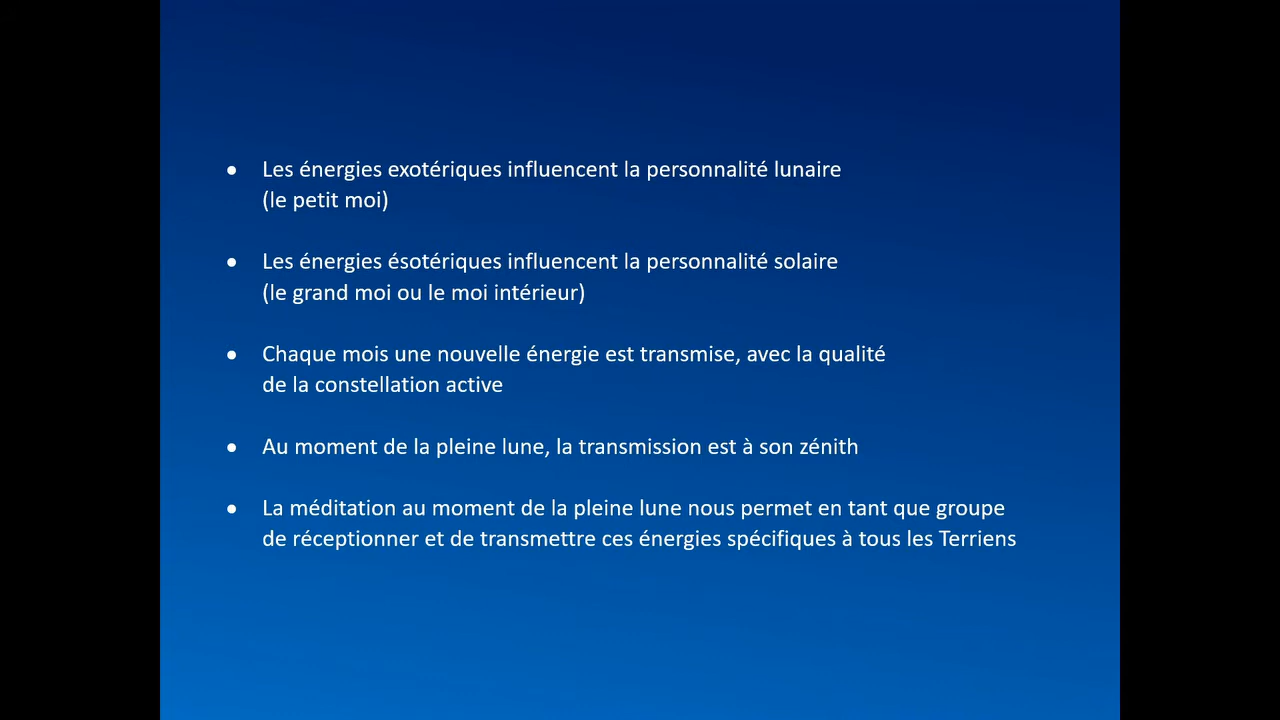 • Les énergies exotériques influencent la personnalité lunaire
(le petit moi)
• Les énergies ésotériques influencent la personnalité solaire
(le grand moi ou le moi intérieur)
• Chaque mois une nouvelle énergie est transmise, avec la qualité
de la constellation active
• Au moment de la pleine lune, la transmission est à son zénith
• La méditation au moment de la pleine lune nous permet en tant que groupe
de réceptionner et de transmettre ces énergies spécifiques à tous les Terriens